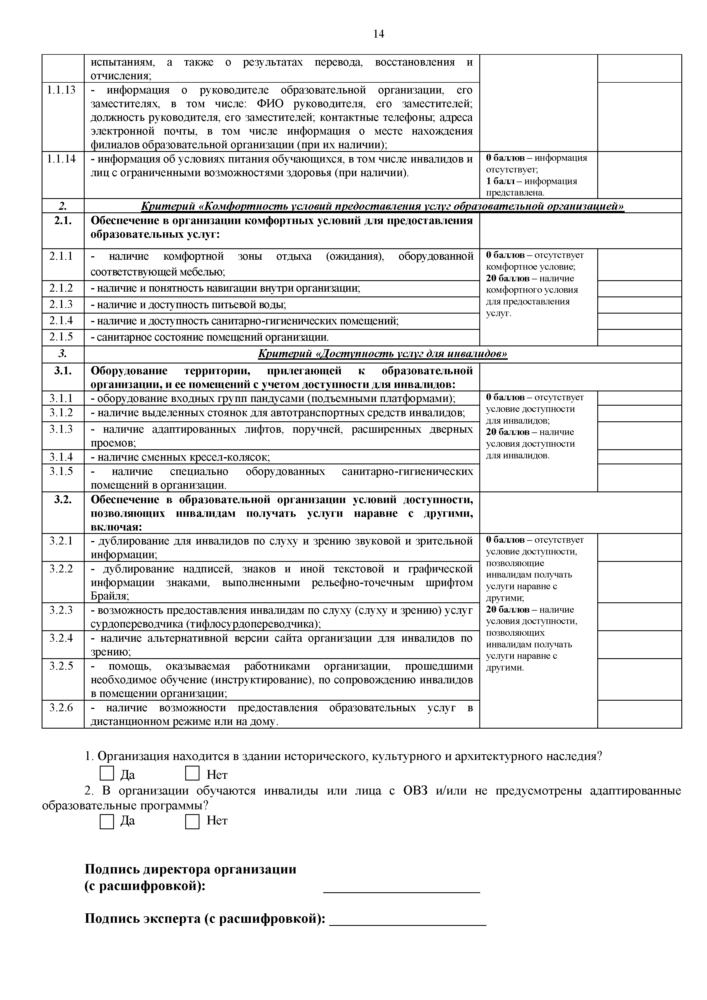 14
испытаниям, а также о результатах перевода, восстановления и
отчисления;
1.1.13
- информация о руководителе образовательной организации, его
заместителях, в том числе: ФИО руководителя, его заместителей;
должность руководителя, его заместителей; контактные телефоны; адреса
электронной почты, в том числе информация о месте нахождения
филиалов образовательной организации (при их наличии);
1.1.14
- информация об условиях питания обучающихся, в том числе инвалидов и
лиц с ограниченными возможностями здоровья (при наличии).
0 баллов – информация
отсутствует;
1 балл – информация
представлена.
2.
Критерий «Комфортность условий предоставления услуг образовательной организацией»
2.1.
Обеспечение в организации комфортных условий для предоставления
образовательных услуг:
2.1.1
- наличие комфортной зоны отдыха (ожидания), оборудованной
соответствующей мебелью;
0 баллов – отсутствует
комфортное условие;
20 баллов – наличие
комфортного условия
для предоставления
услуг.
2.1.2
- наличие и понятность навигации внутри организации;
2.1.3
- наличие и доступность питьевой воды;
2.1.4
- наличие и доступность санитарно-гигиенических помещений;
2.1.5
- санитарное состояние помещений организации.
3.
Критерий «Доступность услуг для инвалидов»
3.1.
Оборудование территории, прилегающей к образовательной
организации, и ее помещений с учетом доступности для инвалидов:
3.1.1
- оборудование входных групп пандусами (подъемными платформами);
0 баллов – отсутствует
условие доступности
для инвалидов;
20 баллов – наличие
условия доступности
для инвалидов.
3.1.2
- наличие выделенных стоянок для автотранспортных средств инвалидов;
3.1.3
- наличие адаптированных лифтов, поручней, расширенных дверных
проемов;
3.1.4
- наличие сменных кресел-колясок;
3.1.5
- наличие специально оборудованных санитарно-гигиенических
помещений в организации.
3.2.
Обеспечение в образовательной организации условий доступности,
позволяющих инвалидам получать услуги наравне с другими,
включая:
3.2.1
- дублирование для инвалидов по слуху и зрению звуковой и зрительной
информации;
0 баллов – отсутствует
условие доступности,
позволяющие
инвалидам получать
услуги наравне с
другими;
20 баллов – наличие
условия доступности,
позволяющих
инвалидам получать
услуги наравне с
другими.
3.2.2
- дублирование надписей, знаков и иной текстовой и графической
информации знаками, выполненными рельефно-точечным шрифтом
Брайля;
3.2.3
- возможность предоставления инвалидам по слуху (слуху и зрению) услуг
сурдопереводчика (тифлосурдопереводчика);
3.2.4
- наличие альтернативной версии сайта организации для инвалидов по
зрению;
3.2.5
- помощь, оказываемая работниками организации, прошедшими
необходимое обучение (инструктирование), по сопровождению инвалидов
в помещении организации;
3.2.6
- наличие возможности предоставления образовательных услуг в
дистанционном режиме или на дому.
1. Организация находится в здании исторического, культурного и архитектурного наследия?
Да Нет
2. В организации обучаются инвалиды или лица с ОВЗ и/или не предусмотрены адаптированные
образовательные программы?
Да Нет
Подпись директора организации
(с расшифровкой):
Подпись эксперта (с расшифровкой):